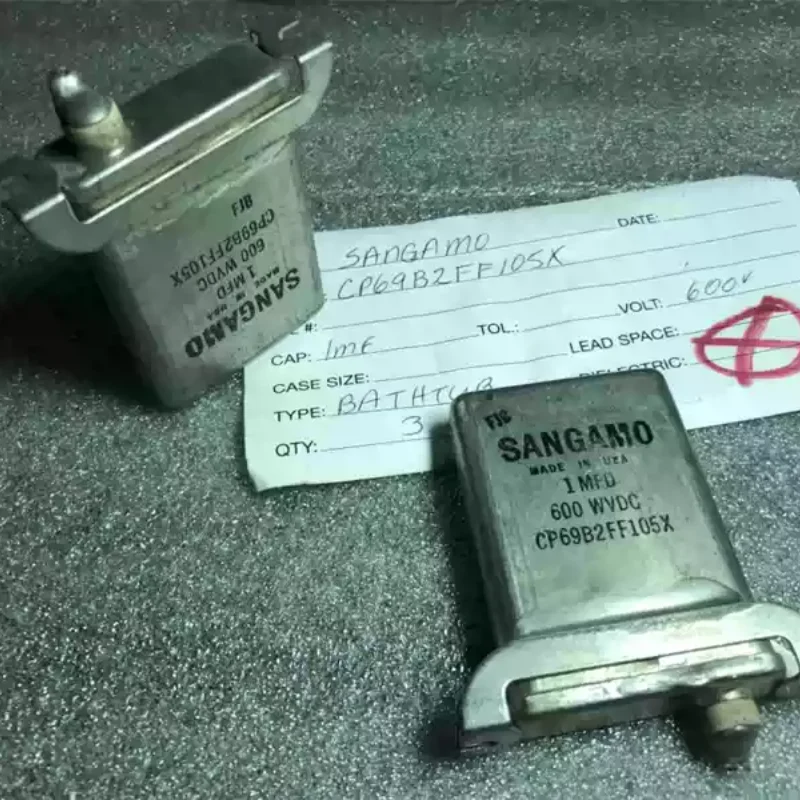 FJB
CP69B2FF105X
600 WVDC
1 MFD
MADE IN USA
SANGAMO
DATE:
SANGAMO
CP69B2FF105X
#:
VOLT: 600V
CAP: 1MF TOL.:
LEAD SPACE:
CASE SIZE:
DIELECTRIC:
TYPE: BATHTUB
QTY: 3
FJB
SANGAMO
MADE IN USA
1 MFD
600 WVDC
CP69B2FF105X